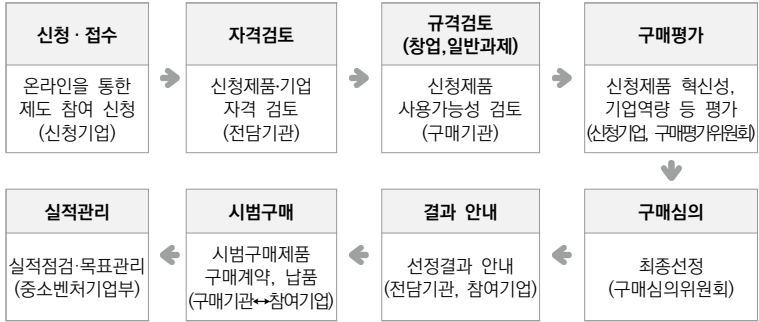 신청 · 접수
온라인을 통한
제도 참여 신청
(신청기업)
자격검토
신청제품·기업
자격 검토
(전담기관)
규격검토
(창업,일반과제)
신청제품
사용가능성 검토
(구매기관)
구매평가
신청제품 혁신성,
기업역량 등 평가
(신청기업, 구매평가위원회)
구매심의
최종선정
(구매심의위원회)
결과 안내
선정결과 안내
(전담기관, 참여기업)
시범구매
시범구매제품
구매계약, 납품
(구매기관↔참여기업)
실적관리
실적점검·목표관리
(중소벤처기업부)